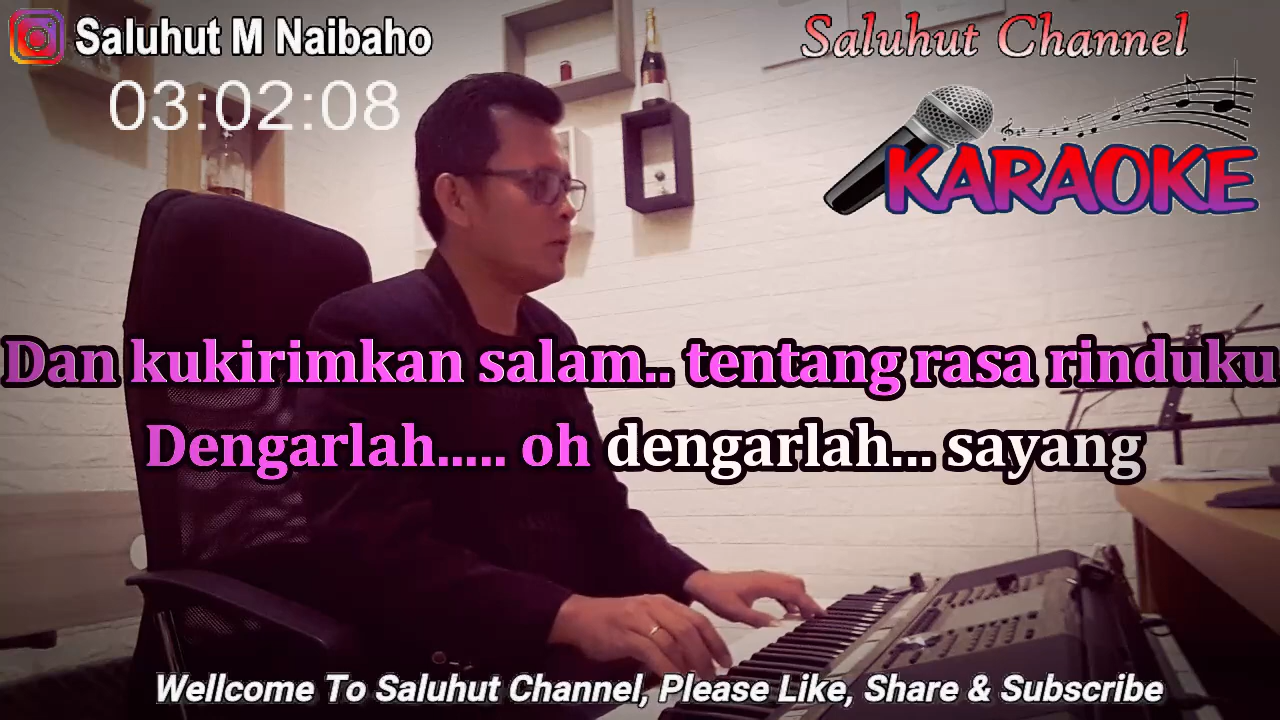 Saluhut M Naibaho
Saluhut Channel
03:02:08
KARAOKE
Dan kukirimkan salam.. tentang rasa rinduku
Dengarlah..... oh dengarlah... sayang
Wellcome To Saluhut Channel, Please Like, Share & Subscribe